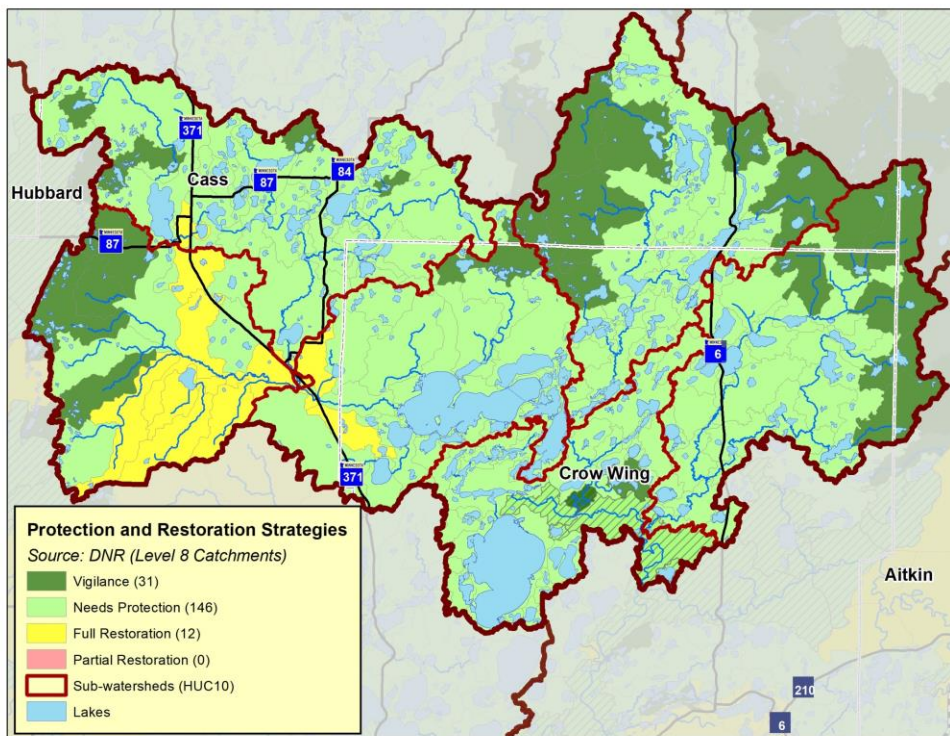 371
Cass
87
84
Hubbard
87
6
Crow Wing
371
Aitkin
210
6
Protection and Restoration Strategies
Source: DNR (Level 8 Catchments)
Vigilance (31)
Needs Protection (146)
Full Restoration (12)
Partial Restoration (0)
Sub-watersheds (HUC10)
Lakes